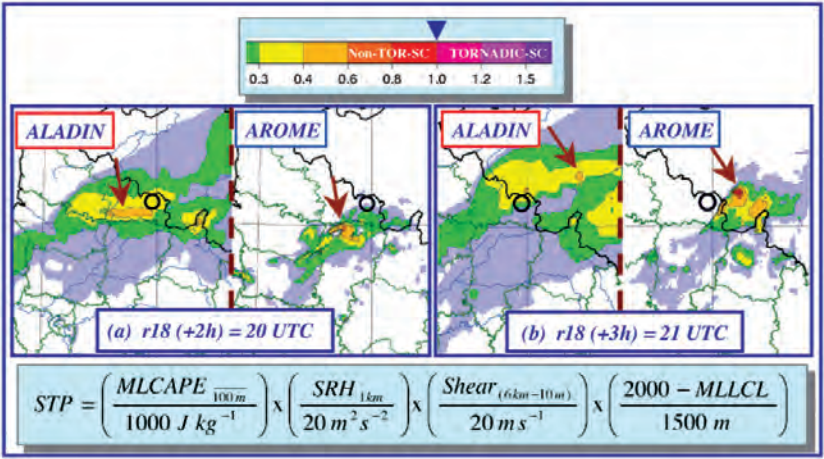 Non-TOR-SC TORNADIC-SC
0.3 0.4 0.6 0.8 1.0 1.2 1.5
ALADIN AROME ALADIN AROME
(a) r18 (+2h) = 20 UTC (b) r18 (+3h) = 21 UTC
STP = (MLCAPE 100 m / 1000 J kg⁻¹) x (SRH 1km / 20 m² s⁻²) x (Shear (6km−10m) / 20 m s⁻¹) x (2000 − MLLCL / 1500 m)